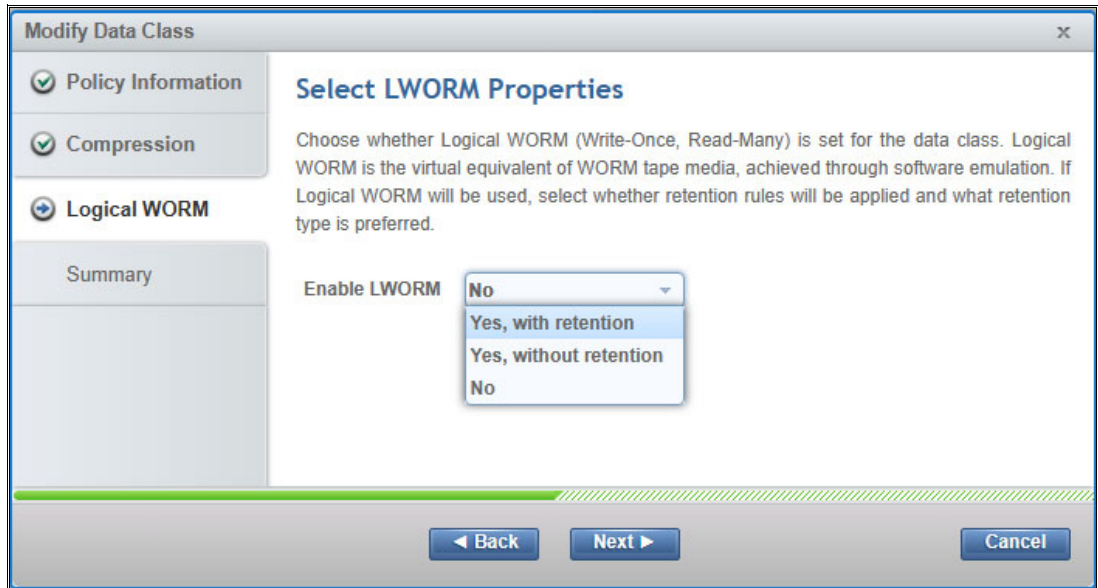 Modify Data Class
x
Policy Information
Compression
Logical WORM
Summary
Select LWORM Properties
Choose whether Logical WORM (Write-Once, Read-Many) is set for the data class. Logical
WORM is the virtual equivalent of WORM tape media, achieved through software emulation. If
Logical WORM will be used, select whether retention rules will be applied and what retention
type is preferred.
Enable LWORM No
Yes, with retention
Yes, without retention
No
Back Next Cancel